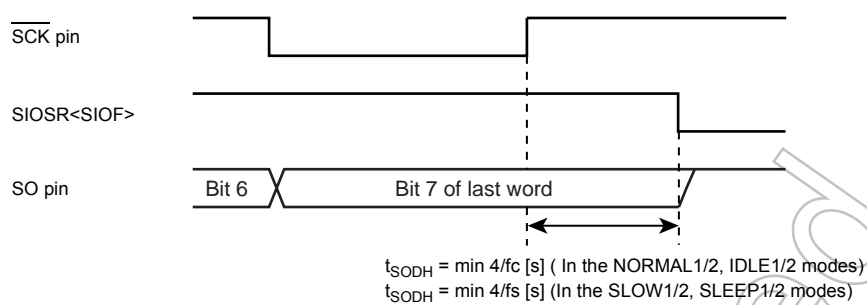 SCK pin
SIOSR<SIOF>
SO pin
Bit 6
Bit 7 of last word
tSODH = min 4/fc [s] ( In the NORMAL1/2, IDLE1/2 modes)
tSODH = min 4/fs [s] (In the SLOW1/2, SLEEP1/2 modes)